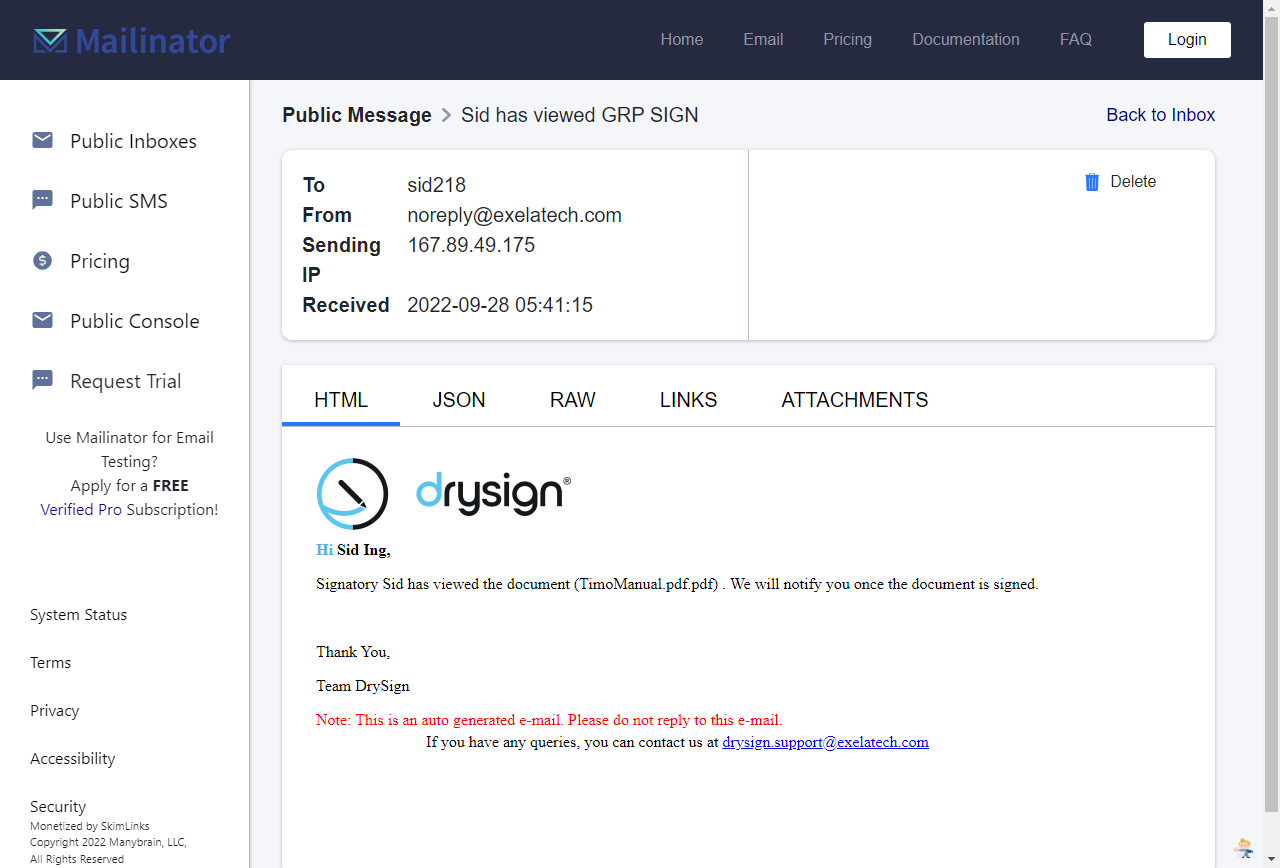 Mailinator
Home Email Pricing Documentation FAQ Login
Public Inboxes
Public SMS
Pricing
Public Console
Request Trial
Use Mailinator for Email
Testing?
Apply for a FREE
Verified Pro Subscription!
System Status
Terms
Privacy
Accessibility
Security
Monetized by SkimLinks
Copyright 2022 Manybrain, LLC,
All Rights Reserved
Public Message > Sid has viewed GRP SIGN
Back to Inbox
To sid218
From noreply@exelatech.com
Sending 167.89.49.175
IP
Received 2022-09-28 05:41:15
Delete
HTML JSON RAW LINKS ATTACHMENTS
drysign®
Hi Sid Ing,
Signatory Sid has viewed the document (TimoManual.pdf.pdf) . We will notify you once the document is signed.
Thank You,
Team DrySign
Note: This is an auto generated e-mail. Please do not reply to this e-mail.
If you have any queries, you can contact us at drysign.support@exelatech.com